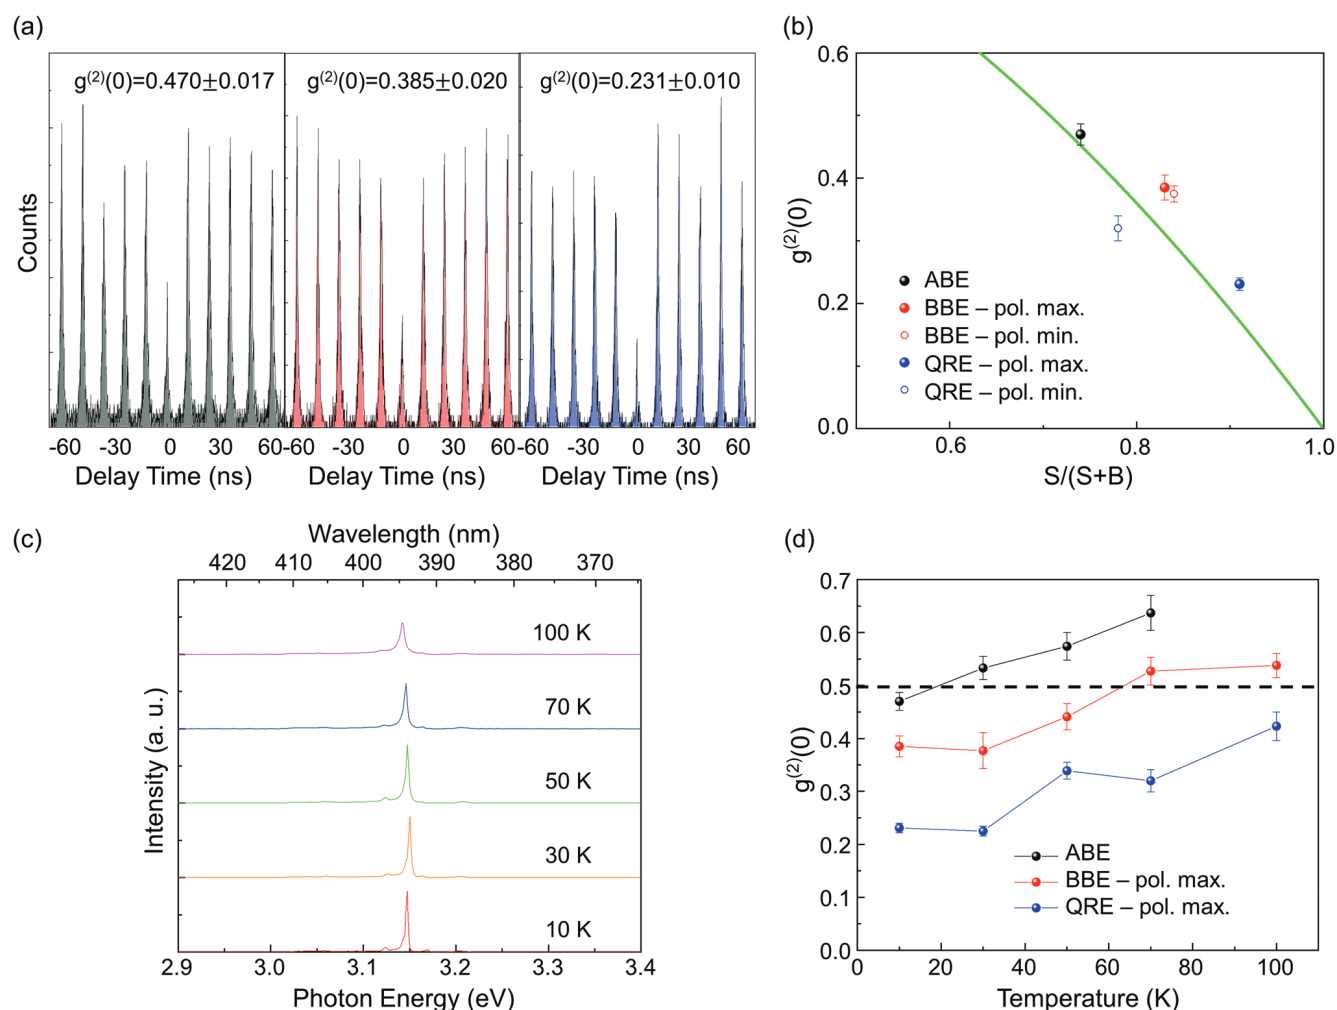 (a)
g(2)(0)=0.470±0.017
g(2)(0)=0.385±0.020
g(2)(0)=0.231±0.010
Counts
-60 -30 0 30 60
-60 -30 0 30 60
-60 -30 0 30 60
Delay Time (ns)
Delay Time (ns)
Delay Time (ns)
(b)
0.6
0.4
0.2
0.0
g(2)(0)
ABE
BBE – pol. max.
BBE – pol. min.
QRE – pol. max.
QRE – pol. min.
0.6 0.8 1.0
S/(S+B)
(c)
Wavelength (nm)
420 410 400 390 380 370
Intensity (a. u.)
100 K
70 K
50 K
30 K
10 K
2.9 3.0 3.1 3.2 3.3 3.4
Photon Energy (eV)
(d)
0.7
0.6
0.5
0.4
0.3
0.2
0.1
0.0
g(2)(0)
ABE
BBE – pol. max.
QRE – pol. max.
0 20 40 60 80 100
Temperature (K)